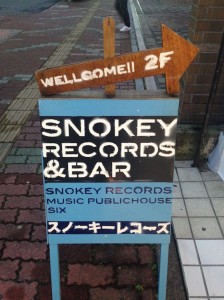 WELLCOME!! 2F
SNOKEY
RECORDS
&BAR
SNOKEY RECORDS
MUSIC PUBLICHOUSE
SIX
スノーキーレコーズ